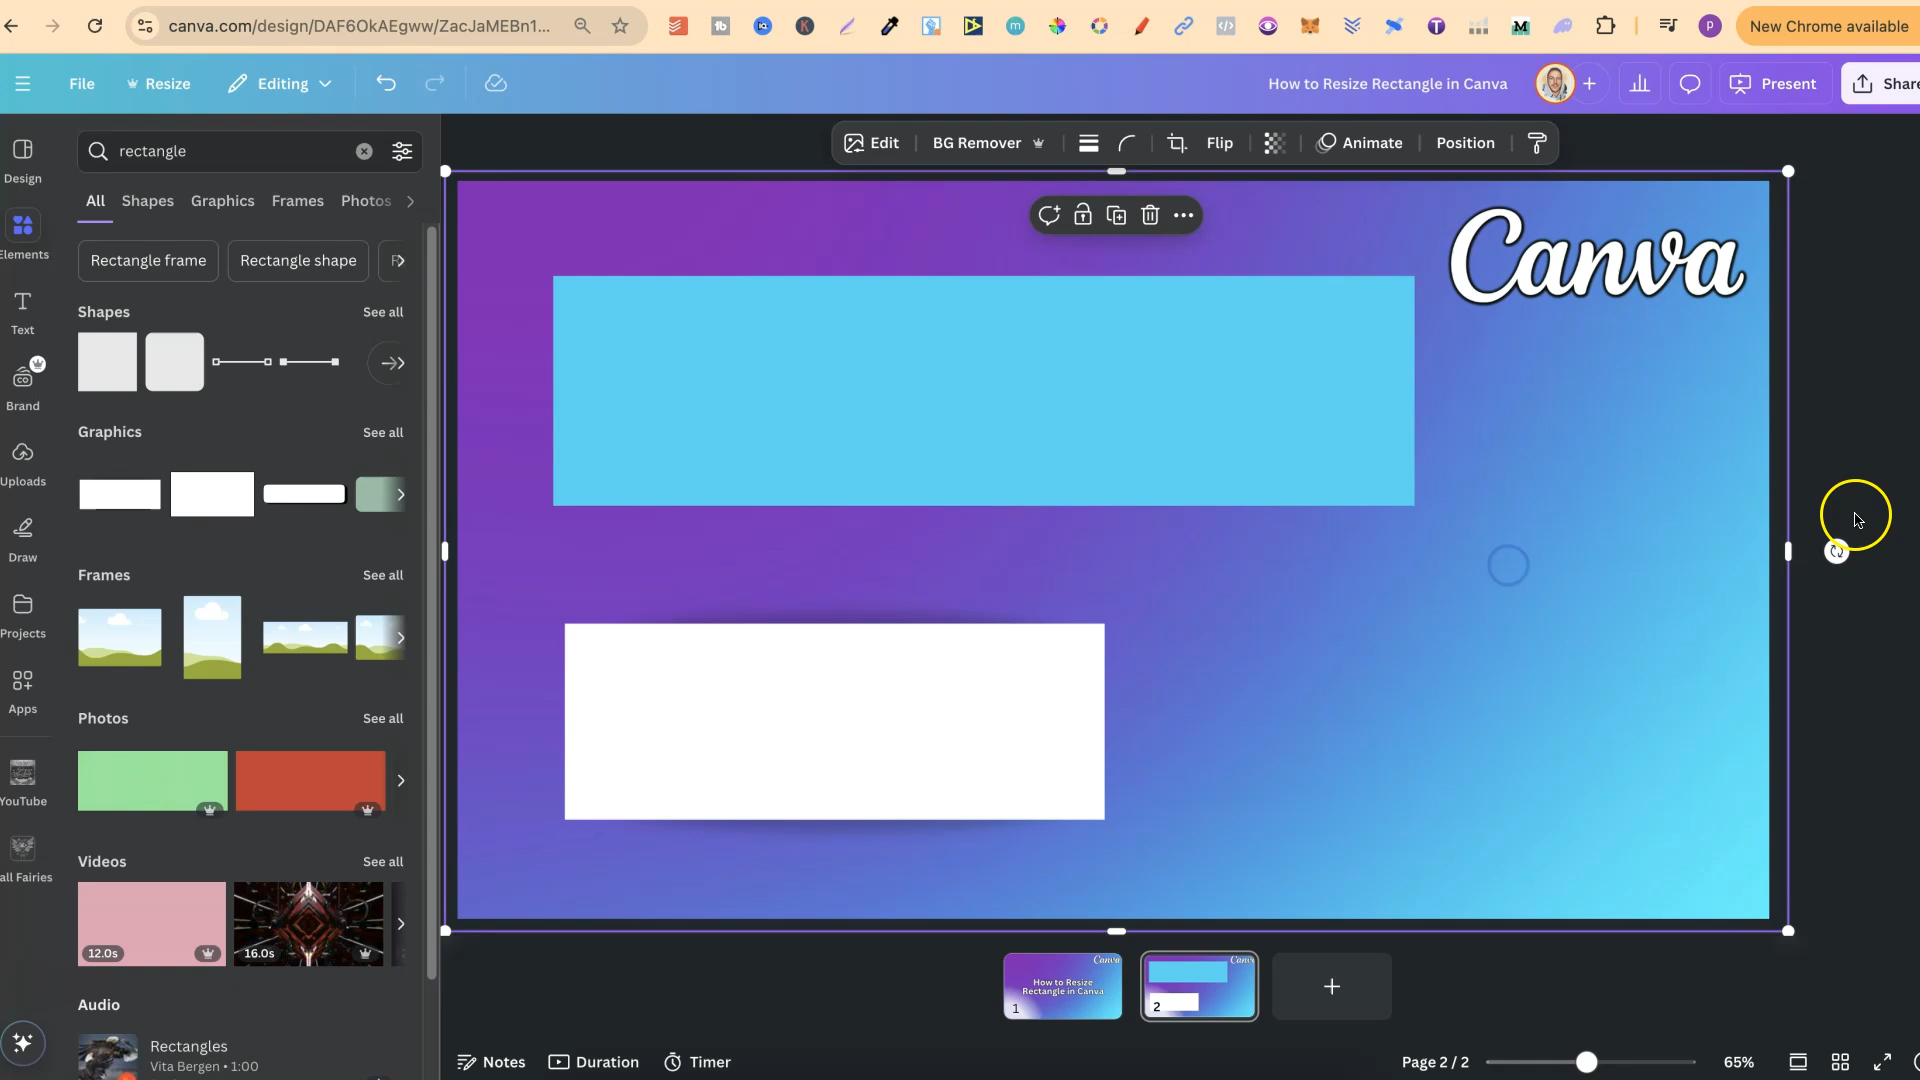 canva.com/design/DAF6OkAEgww/ZacJaMEBn1...
New Chrome available
File
Resize
Editing
How to Resize Rectangle in Canva
Present
Share
Design
Elements
Text
Brand
Uploads
Draw
Projects
Apps
YouTube
all Fairies
rectangle
All
Shapes
Graphics
Frames
Photos
Rectangle frame
Rectangle shape
Shapes
See all
Graphics
See all
Frames
See all
Photos
See all
Videos
See all
12.0s
16.0s
Audio
Rectangles
Vita Bergen • 1:00
Edit
BG Remover
Flip
Animate
Position
Canva
Canva
How to Resize
Rectangle in Canva
1
2
Notes
Duration
Timer
Page 2 / 2
65%